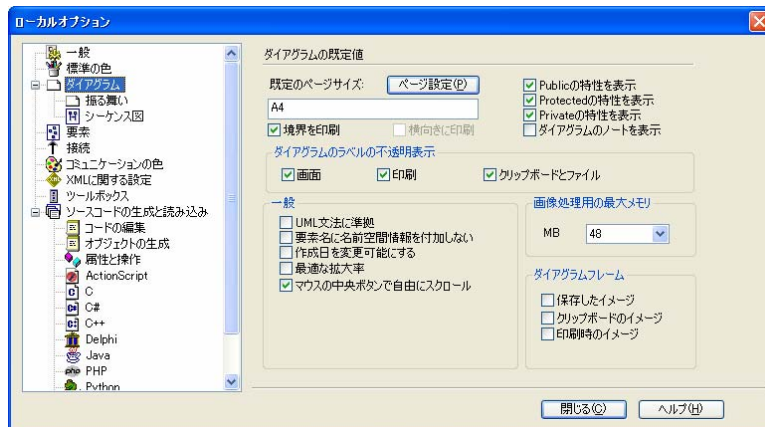 ローカルオプション
一般
標準の色
ダイアグラム
振る舞い
シーケンス図
要素
接続
コミュニケーションの色
XMLに関する設定
ツールボックス
ソースコードの生成と読み込み
コードの編集
オブジェクトの生成
属性と操作
ActionScript
C
C#
C++
Delphi
Java
PHP
Python
ダイアグラムの既定値
既定のページサイズ:
ページ設定(P)
A4
境界を印刷
横向きに印刷
Publicの特性を表示
Protectedの特性を表示
Privateの特性を表示
ダイアグラムのノートを表示
ダイアグラムのラベルの不透明表示
画面
印刷
クリップボードとファイル
一般
UML文法に準拠
要素名に名前空間情報を付加しない
作成日を変更可能にする
最適な拡大率
マウスの中央ボタンで自由にスクロール
画像処理用の最大メモリ
MB
48
ダイアグラムフレーム
保存したイメージ
クリップボードのイメージ
印刷時のイメージ
閉じる(C)
ヘルプ(H)